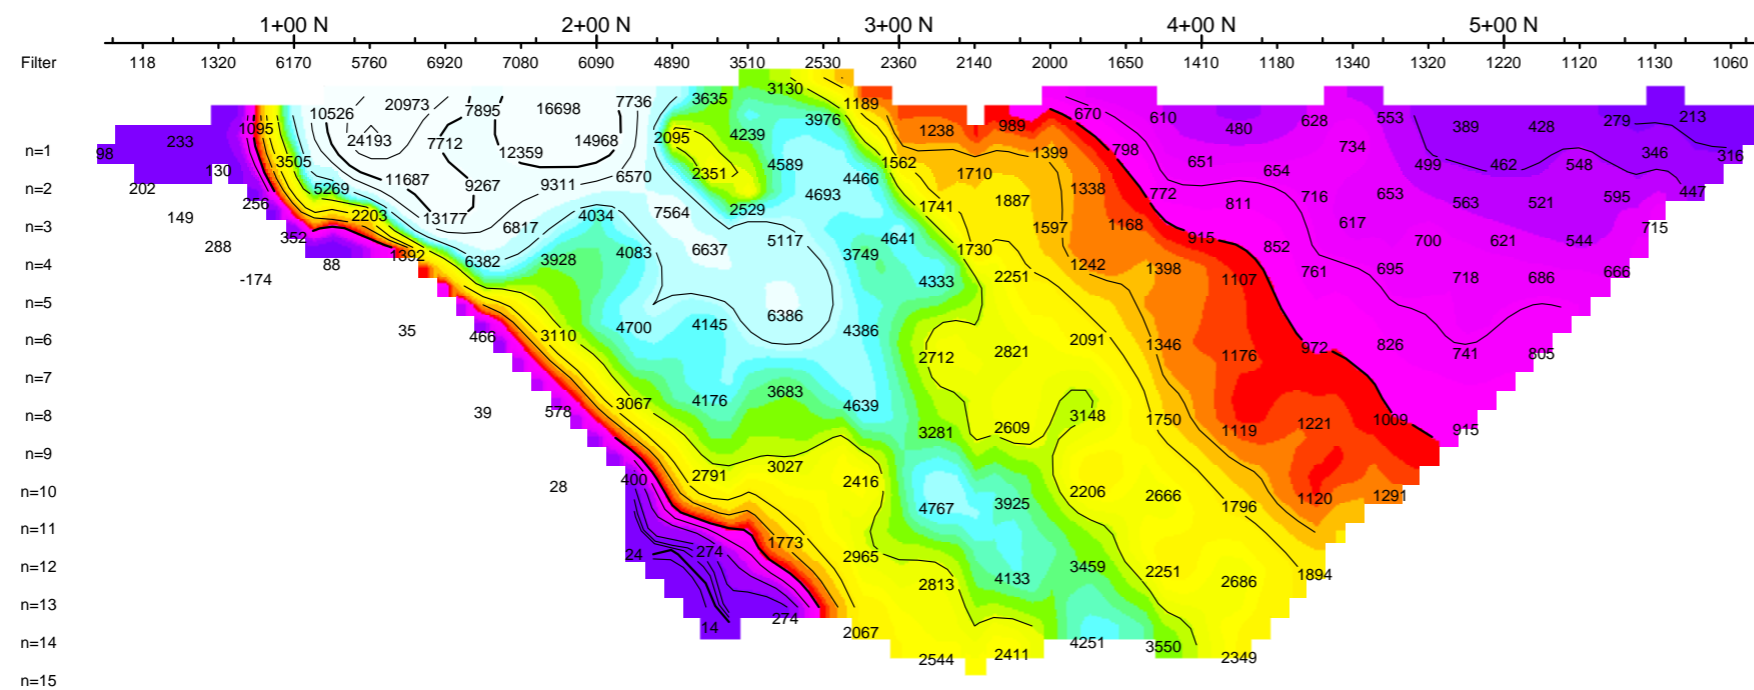 1+00 N 2+00 N 3+00 N 4+00 N 5+00 N
Filter 118 1320 6170 5760 6920 7080 6090 4890 3510 2530 2360 2140 2000 1650 1410 1180 1340 1320 1220 1120 1130 1060
3130
10526 20973 7895 16698 7736 3635 1189
3976 670 610 628 553 213
1095 1238 989 480 389 428 279
n=1 98 233 24193 7712 12359 14968 2095 4239 1399 798 734 346 316
130 3505 6570 2351 4589 1562 651 654 499 462 548
n=2 202 5269 11687 9267 9311 4693 4466 1710 1338 772 716 653 447
256 1741 1887 811 563 521 595
n=3 149 2203 13177 6817 4034 7564 2529 1597 1168 617 715
288 352 6637 5117 4641 1730 915 852 700 621 544
n=4 88 1392 6382 3928 4083 3749 1242 1398 761 695 666
-174 4333 2251 1107 718 686
n=5
35 4700 4145 6386 4386
n=6 466 3110 2091 1346 972 826
2712 2821 1176 741 805
n=7
3067 4176 3683 4639
n=8 39 578 3148 1750 1009
3281 2609 1119 1221 915
n=9
400 2791 3027 2416
n=10 28 2206 2666 1120 1291
4767 3925 1796
n=11
24 274 1773 2965
n=12 3459 2251 1894
2813 4133 2686
n=13
14 274 2067
n=14 4251 3550
2544 2411 2349
n=15